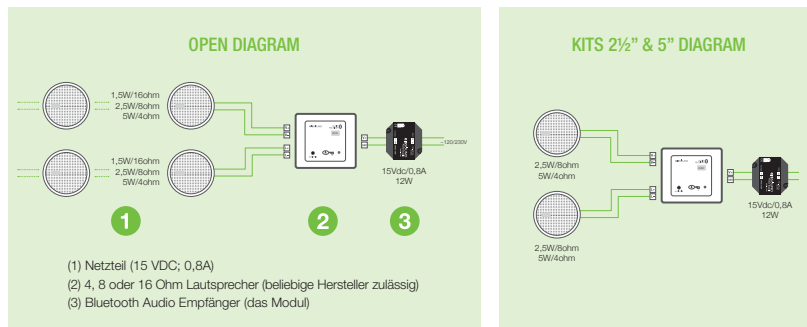 OPEN DIAGRAM
1,5W/16ohm
2,5W/8ohm
5W/4ohm
1,5W/16ohm
2,5W/8ohm
5W/4ohm
120/230V
15Vdc/0,8A
12W
1
2
3
(1) Netzteil (15 VDC; 0,8A)
(2) 4, 8 oder 16 Ohm Lautsprecher (beliebige Hersteller zulässig)
(3) Bluetooth Audio Empfänger (das Modul)
KITS 2½" & 5" DIAGRAM
2,5W/8ohm
5W/4ohm
2,5W/8ohm
5W/4ohm
15Vdc/0,8A
12W